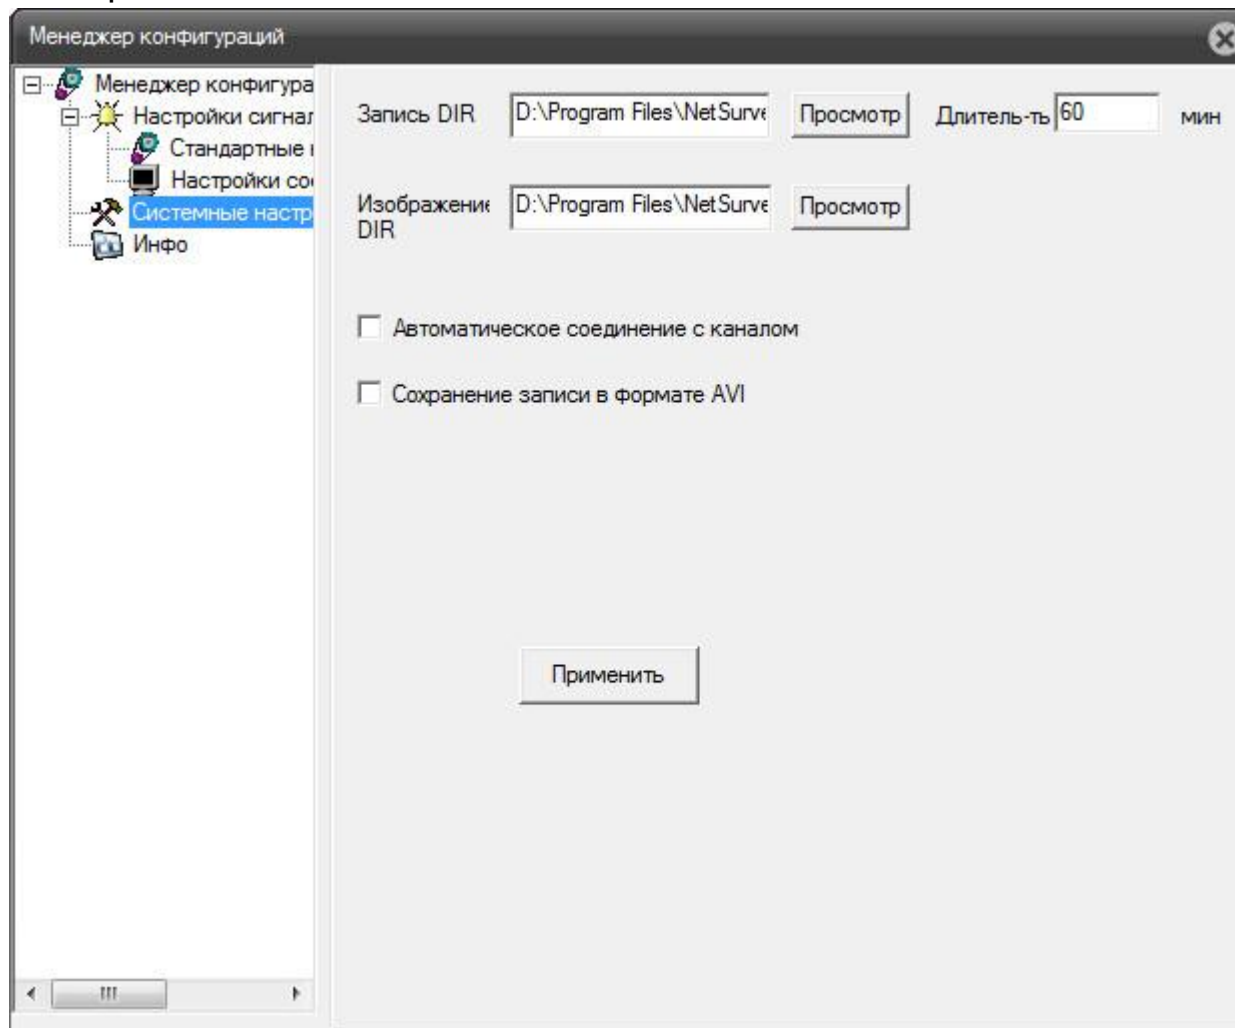 Менеджер конфигураций
Менеджер конфигура
Настройки сигнал
Стандартные
Настройки
Системные настр
Инфо
Запись DIR D:\Program Files\NetSurve Просмотр Длитель-ть 60 мин
Изображение D:\Program Files\NetSurve Просмотр
DIR
Автоматическое соединение с каналом
Сохранение записи в формате AVI
Применить